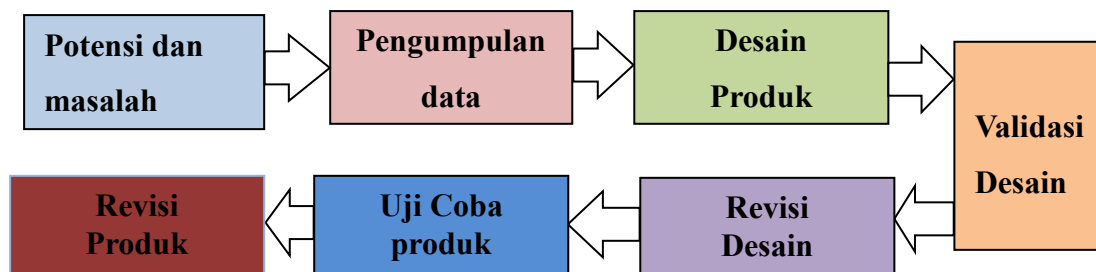 Potensi dan
masalah
Pengumpulan
data
Desain
Produk
Validasi
Desain
Revisi
Desain
Uji Coba
produk
Revisi
Produk